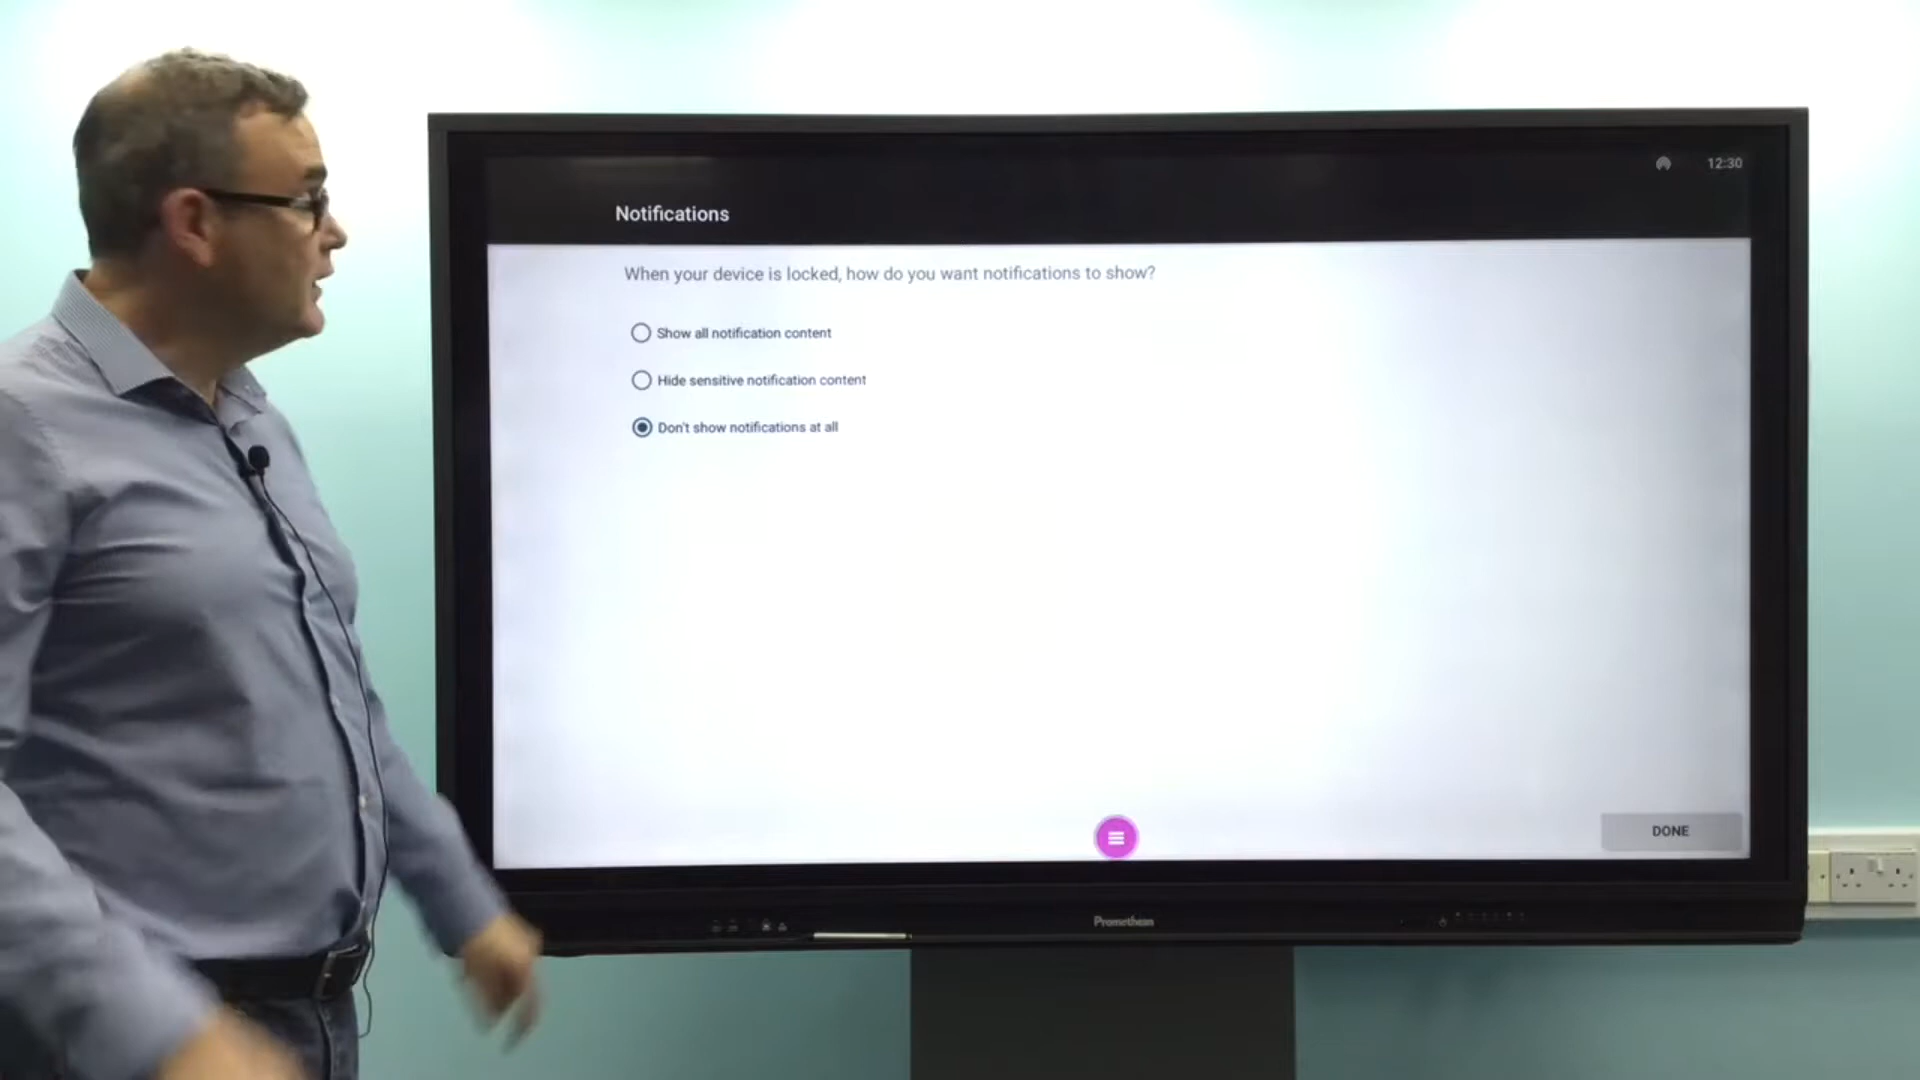 12:30
Notifications
When your device is locked, how do you want notifications to show?
Show all notification content
Hide sensitive notification content
Don't show notifications at all
DONE
Promethean